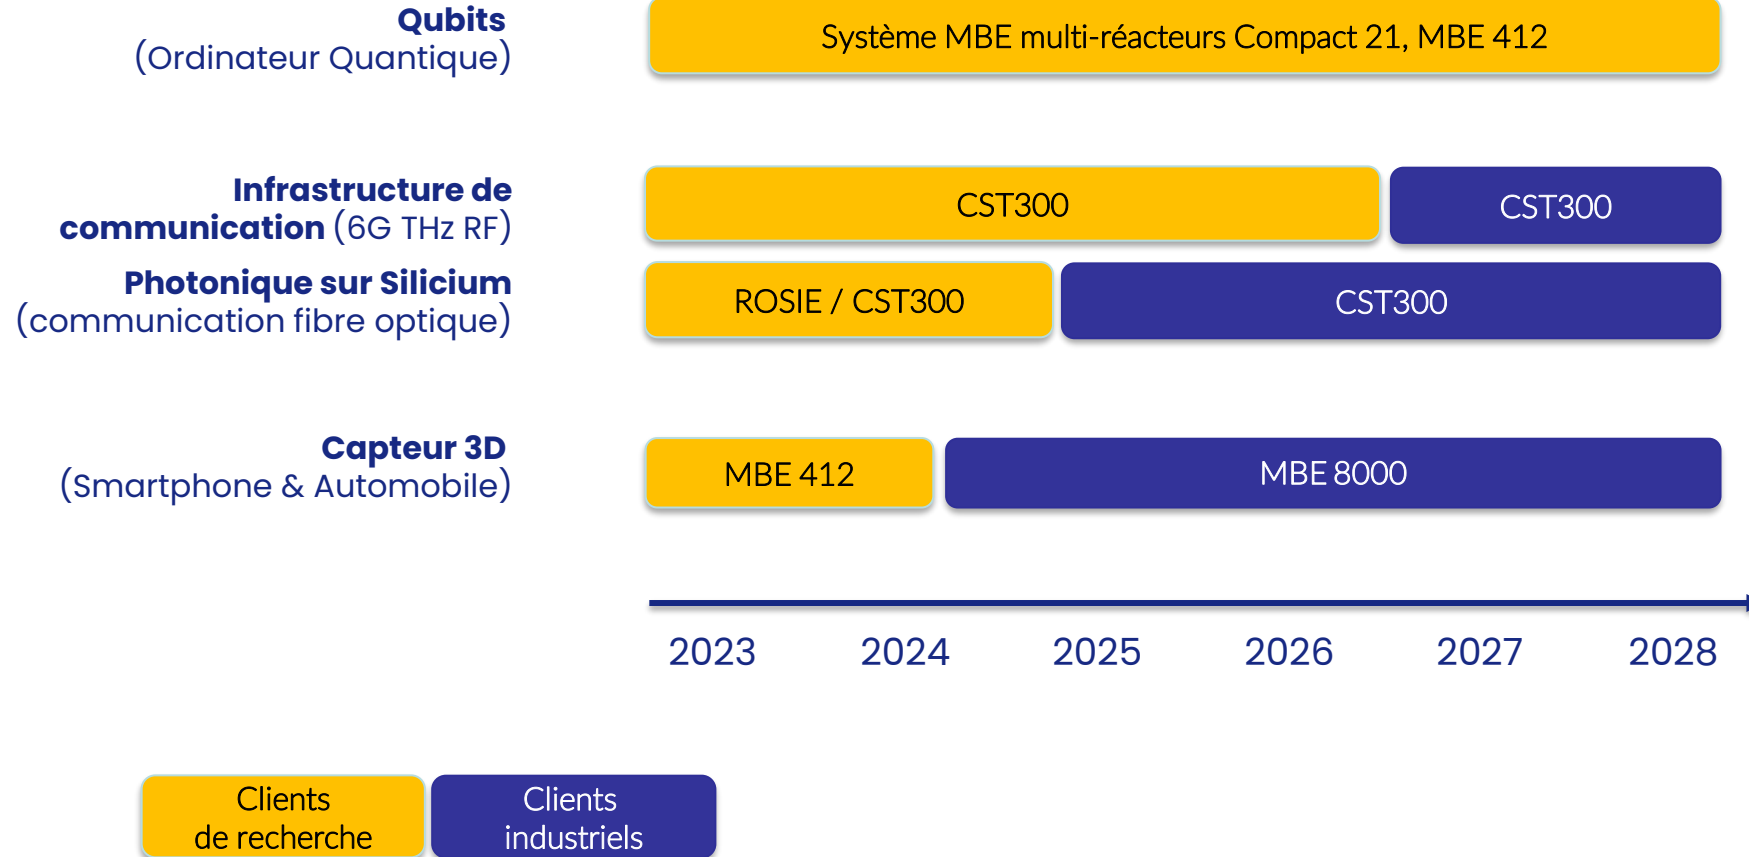 Qubits
(Ordinateur Quantique)
Système MBE multi-réacteurs Compact 21, MBE 412
Infrastructure de
communication (6G THz RF)
CST300
CST300
Photonique sur Silicium
(communication fibre optique)
ROSIE / CST300
CST300
Capteur 3D
(Smartphone & Automobile)
MBE 412
MBE 8000
2023 2024 2025 2026 2027 2028
Clients
de recherche
Clients
industriels